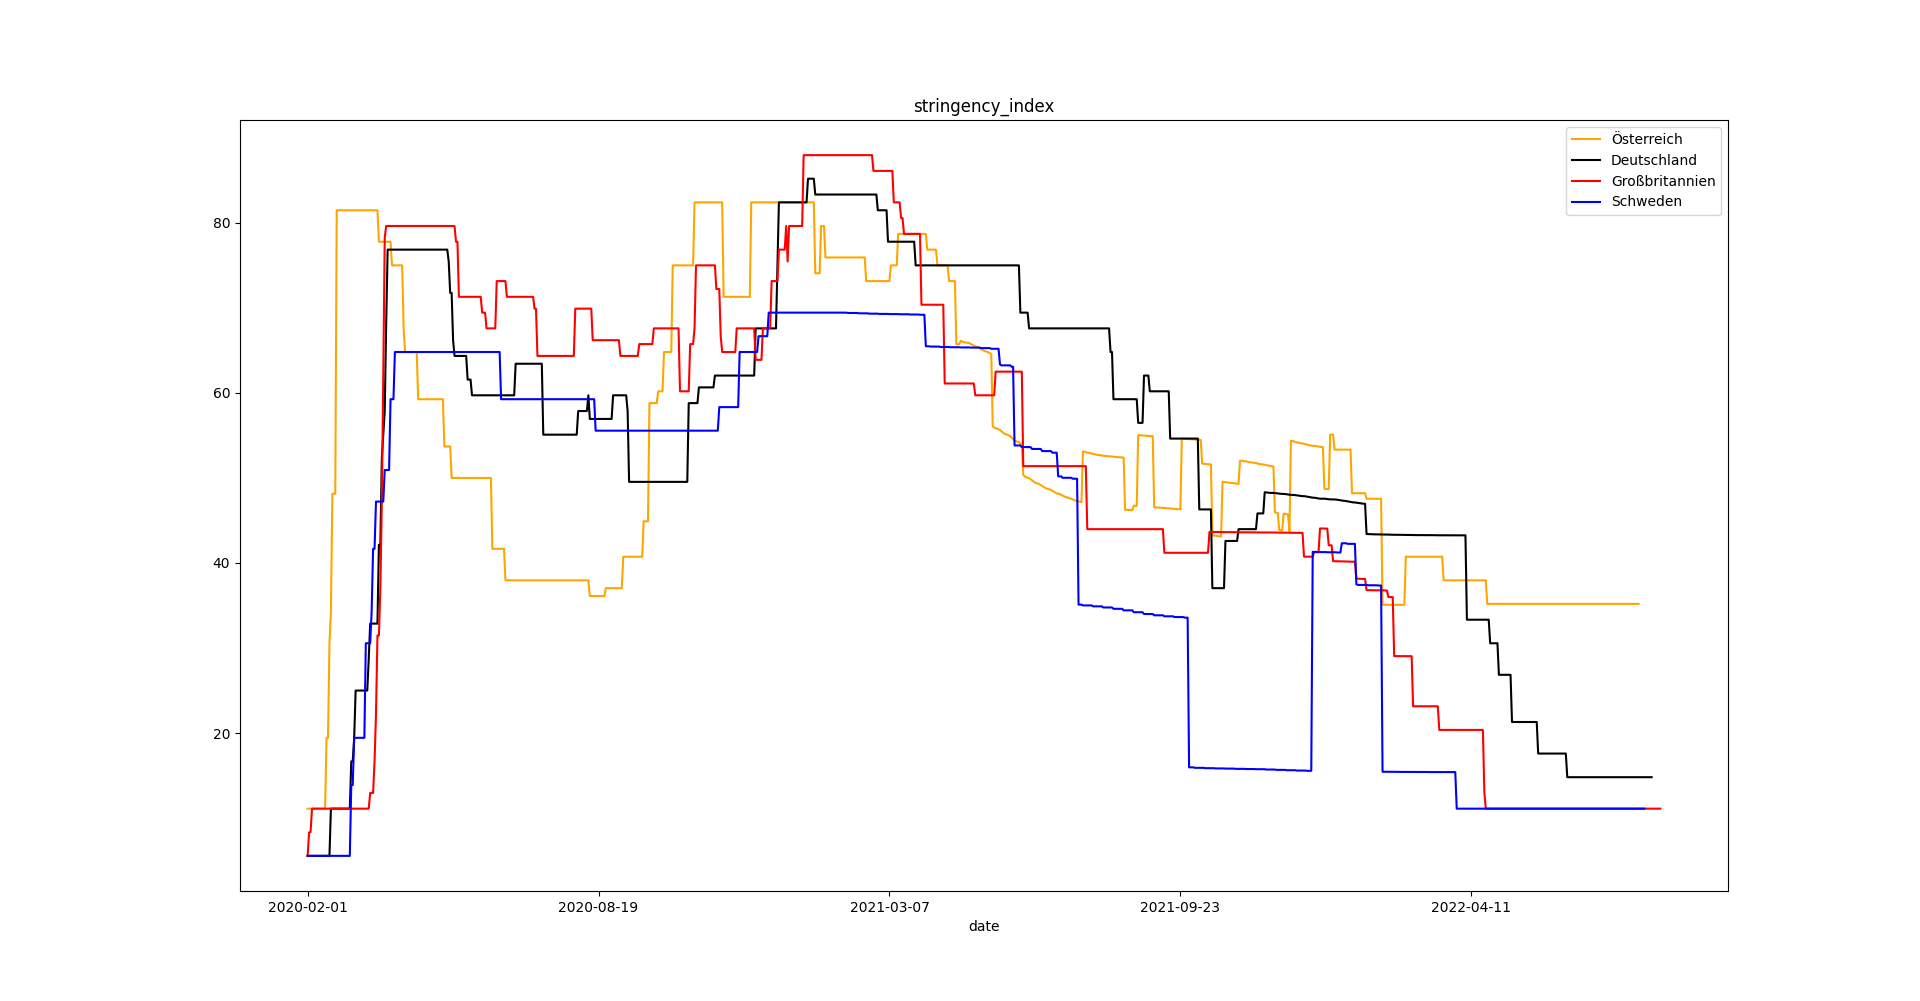 stringency_index
Österreich
Deutschland
Großbritannien
Schweden
80
60
40
20
2020-02-01
2020-08-19
2021-03-07
2021-09-23
2022-04-11
date